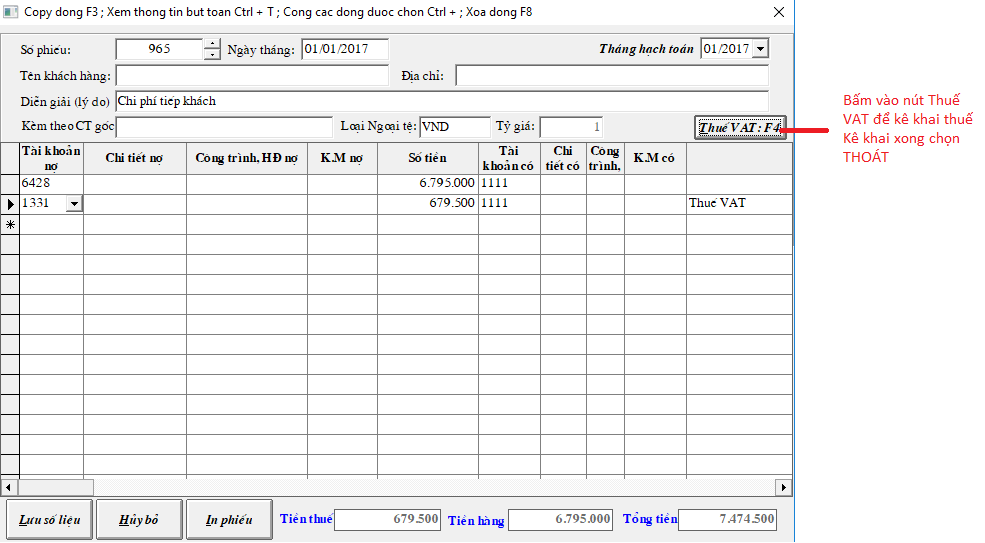 Copy dong F3 ; Xem thong tin but toan Ctrl + T ; Cong cac dong duoc chon Ctrl + ; Xoa dong F8
Số phiếu: 965 Ngày tháng: 01/01/2017 Tháng hạch toán 01/2017
Tên khách hàng: Địa chỉ:
Diễn giải (lý do) Chi phí tiếp khách
Kèm theo CT gốc Loại Ngoại tệ: VND Tỷ giá: 1 Thuế VAT : F4
Bấm vào nút Thuế
VAT để kê khai thuế
Kê khai xong chọn
THOÁT
Tài khoản nợ Chi tiết nợ Công trình, HĐ nợ K.M nợ Số tiền Tài khoản có Chi tiết có Công trình, K.M có
6428 6.795.000 1111
1331 679.500 1111 Thuế VAT
Lưu số liệu Hủy bỏ In phiếu Tiền thuế 679.500 Tiền hàng 6.795.000 Tổng tiền 7.474.500